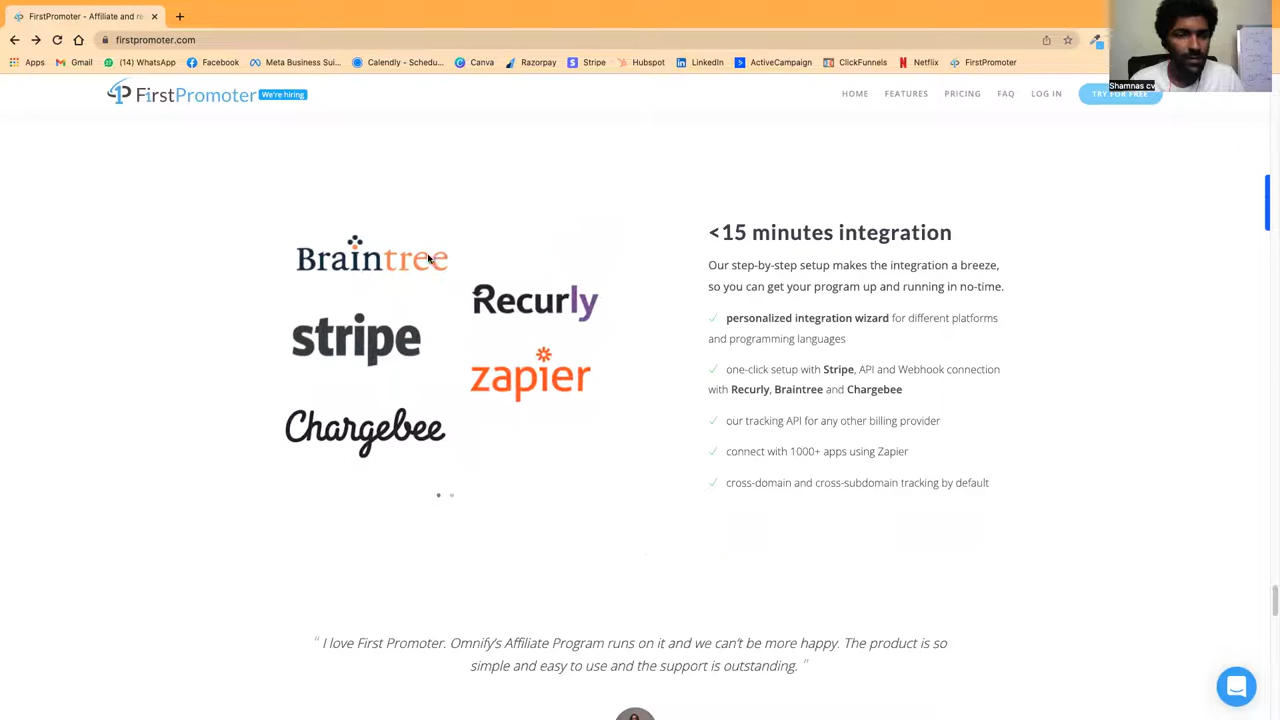 FirstPromoter - Affiliate and re
firstpromoter.com
Apps Gmail (14) WhatsApp Facebook Meta Business Sui... Calendly - Schedu... Canva Razorpay Stripe Hubspot LinkedIn ActiveCampaign ClickFunnels Netflix FirstPromoter
Shamnas cv
FirstPromoter We're hiring
HOME FEATURES PRICING FAQ LOG IN TRY FOR FREE
Braintree
Recurly
stripe
zapier
Chargebee
<15 minutes integration
Our step-by-step setup makes the integration a breeze,
so you can get your program up and running in no-time.
✓ personalized integration wizard for different platforms
and programming languages
✓ one-click setup with Stripe, API and Webhook connection
with Recurly, Braintree and Chargebee
✓ our tracking API for any other billing provider
✓ connect with 1000+ apps using Zapier
✓ cross-domain and cross-subdomain tracking by default
" I love First Promoter. Omnify's Affiliate Program runs on it and we can't be more happy. The product is so
simple and easy to use and the support is outstanding. "